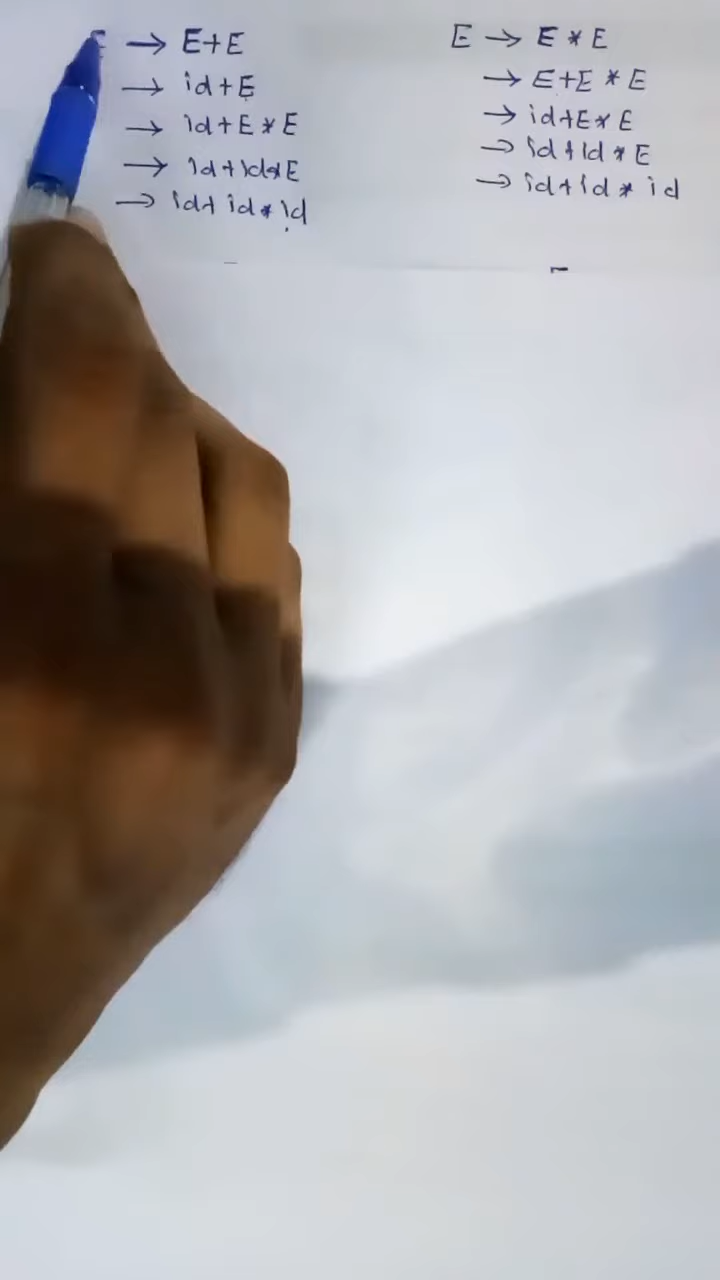 E → E+E
→ id+E
→ id+E*E
→ id+id*E
→ id+id*id
E → E*E
→ E+E*E
→ id+E*E
→ id+id*E
→ id+id*id